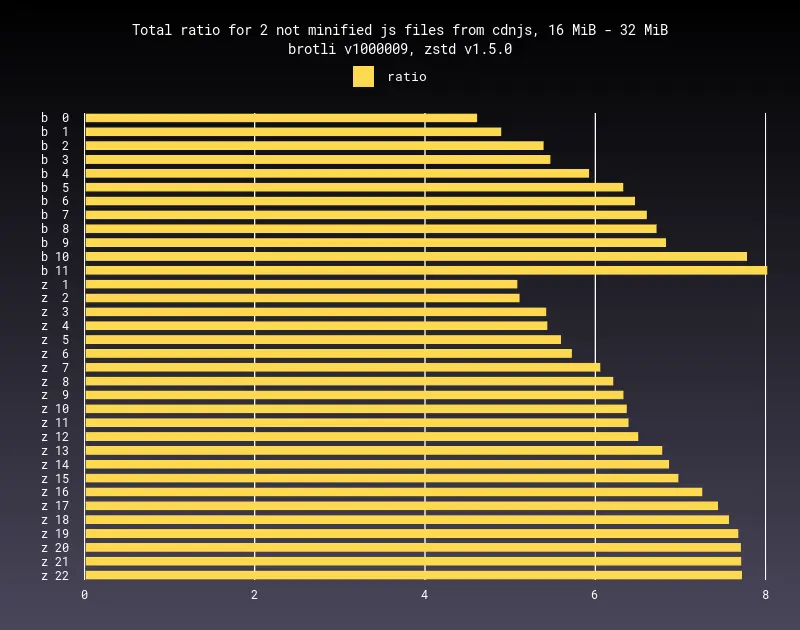 Total ratio for 2 not minified js files from cdnjs, 16 MiB - 32 MiB
brotli v1000009, zstd v1.5.0
ratio
b 0
b 1
b 2
b 3
b 4
b 5
b 6
b 7
b 8
b 9
b 10
b 11
z 1
z 2
z 3
z 4
z 5
z 6
z 7
z 8
z 9
z 10
z 11
z 12
z 13
z 14
z 15
z 16
z 17
z 18
z 19
z 20
z 21
z 22
0 2 4 6 8